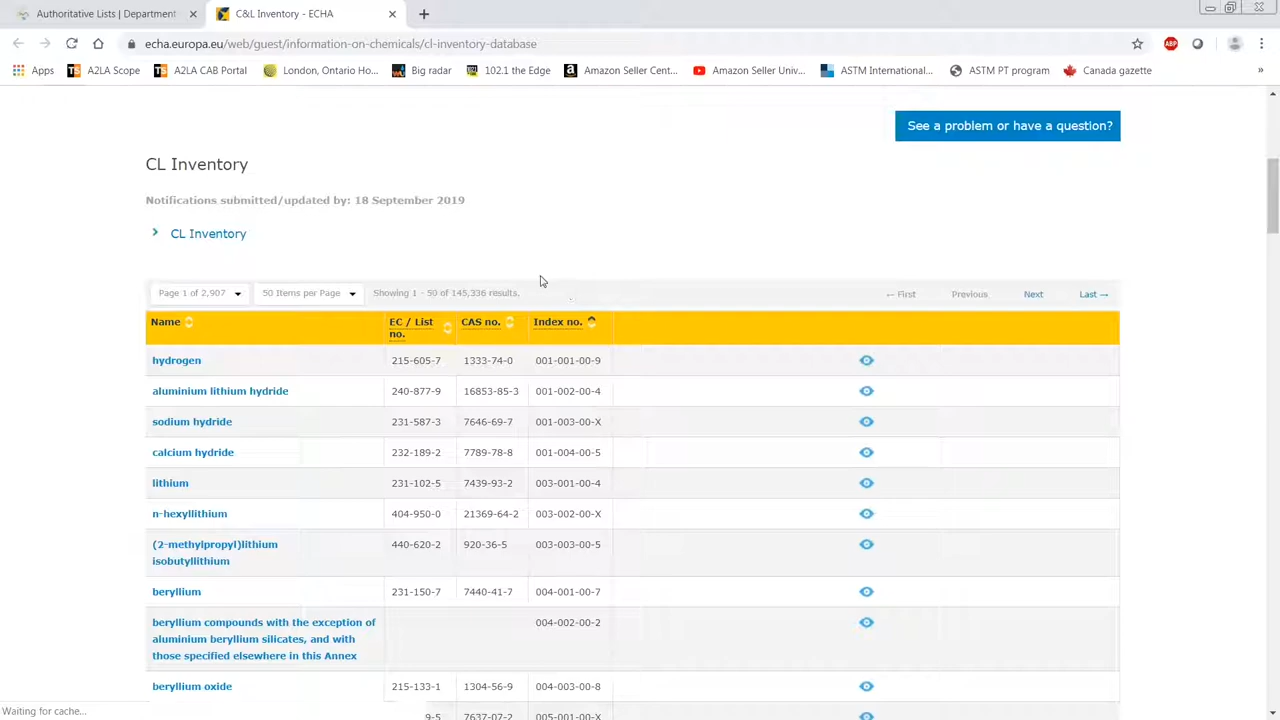 Authoritative Lists | Department
C&L Inventory - ECHA
echa.europa.eu/web/guest/information-on-chemicals/cl-inventory-database
ABP
Apps
A2LA Scope
A2LA CAB Portal
London, Ontario Ho...
Big radar
102.1 the Edge
Amazon Seller Cent...
Amazon Seller Univ...
ASTM International...
ASTM PT program
Canada gazette
»
See a problem or have a question?
CL Inventory
Notifications submitted/updated by: 18 September 2019
CL Inventory
Page 1 of 2,907 50 Items per Page Showing 1 - 50 of 145,336 results. ← First Previous Next Last →
Name EC / List no. CAS no. Index no.
hydrogen 215-605-7 1333-74-0 001-001-00-9
aluminium lithium hydride 240-877-9 16853-85-3 001-002-00-4
sodium hydride 231-587-3 7646-69-7 001-003-00-X
calcium hydride 232-189-2 7789-78-8 001-004-00-5
lithium 231-102-5 7439-93-2 003-001-00-4
n-hexyllithium 404-950-0 21369-64-2 003-002-00-X
(2-methylpropyl)lithium 440-620-2 920-36-5 003-003-00-5
isobutyllithium
beryllium 231-150-7 7440-41-7 004-001-00-7
beryllium compounds with the exception of 004-002-00-2
aluminium beryllium silicates, and with
those specified elsewhere in this Annex
beryllium oxide 215-133-1 1304-56-9 004-003-00-8
9-5 7637-07-2 005-001-00-X
Waiting for cache...